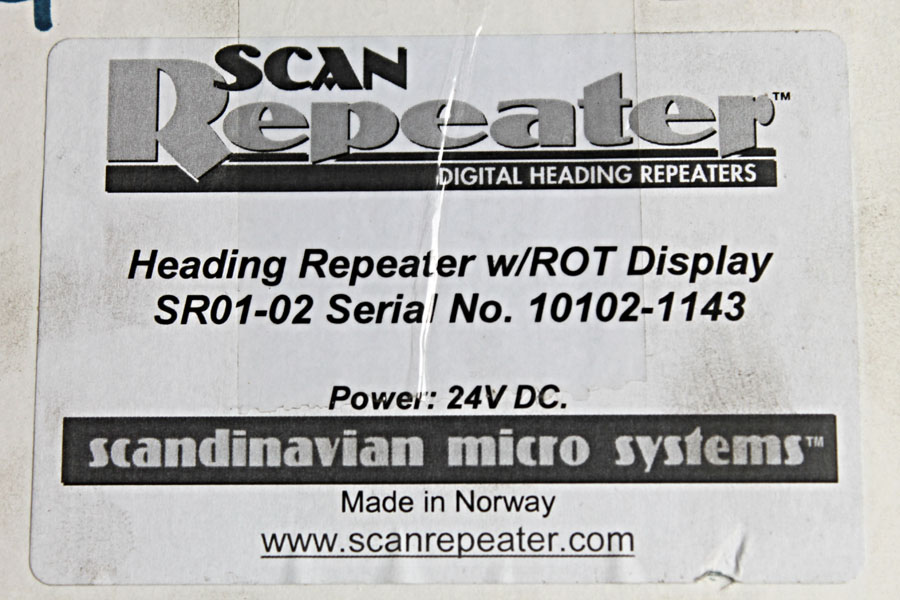 SCAN
Repeater™
DIGITAL HEADING REPEATERS
Heading Repeater w/ROT Display
SR01-02 Serial No. 10102-1143
Power: 24V DC.
scandinavian micro systems™
Made in Norway
www.scanrepeater.com